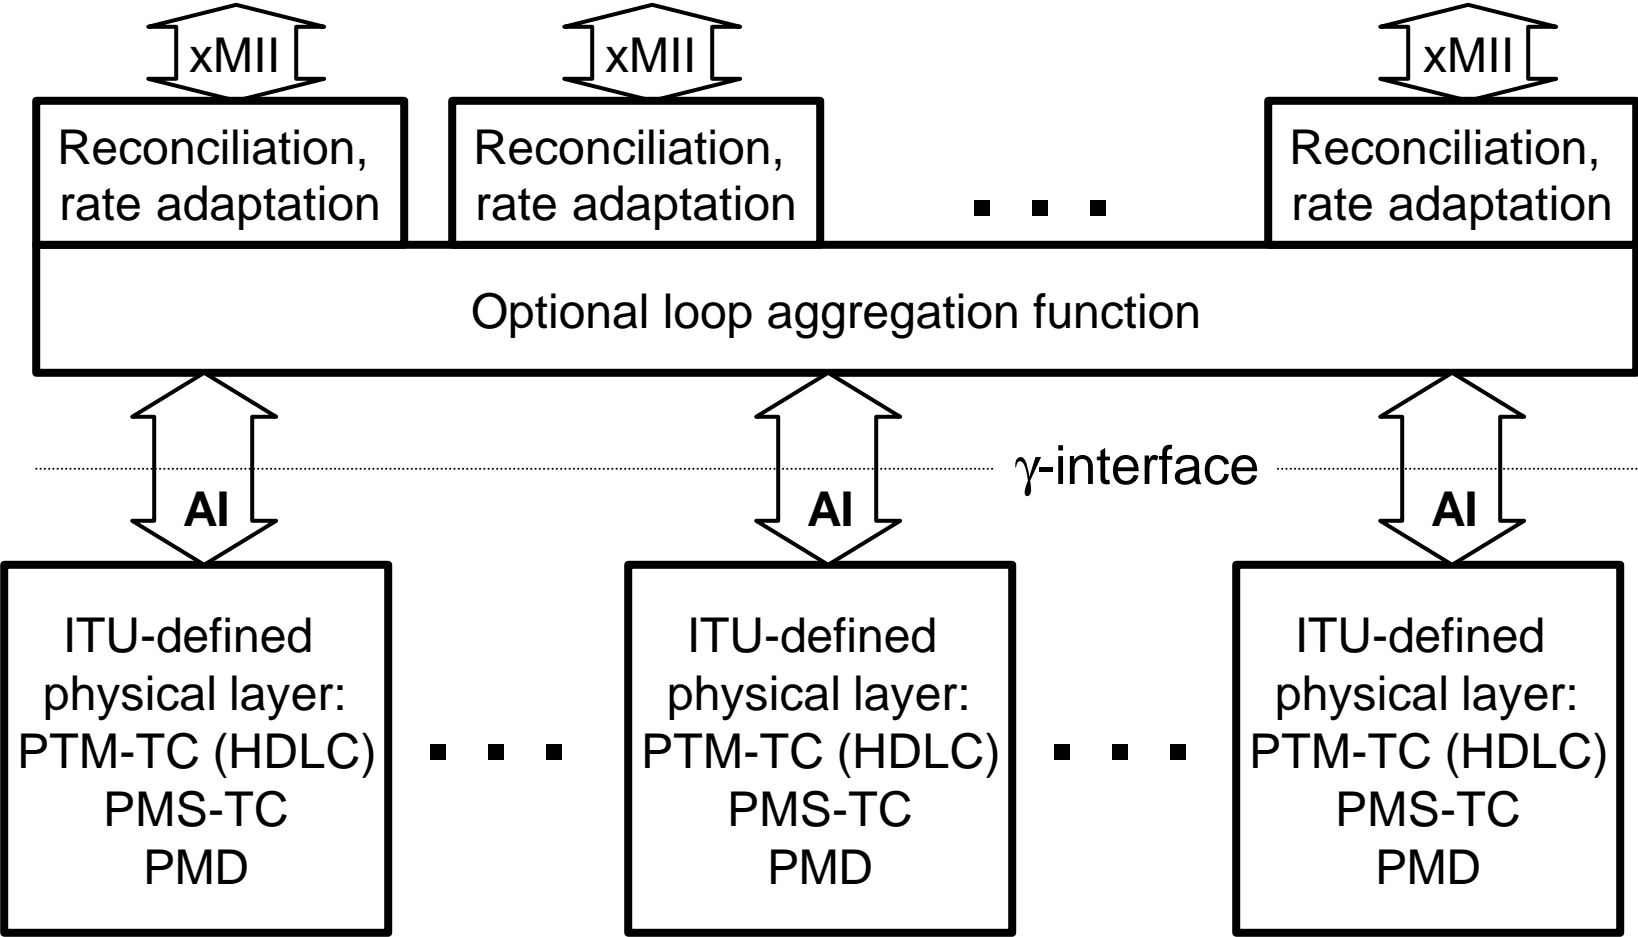 xMII xMII xMII
Reconciliation, Reconciliation, Reconciliation,
rate adaptation rate adaptation . . . rate adaptation
Optional loop aggregation function
γ-interface
AI AI AI
ITU-defined ITU-defined ITU-defined
physical layer: physical layer: physical layer:
PTM-TC (HDLC) . . . PTM-TC (HDLC) . . . PTM-TC (HDLC)
PMS-TC PMS-TC PMS-TC
PMD PMD PMD